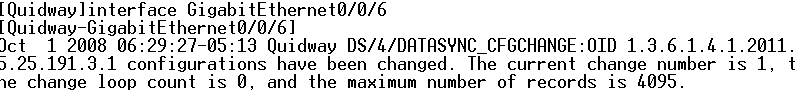 [Quidway]interface GigabitEthernet0/0/6
[Quidway-GigabitEthernet0/0/6]
Oct  1 2008 06:29:27-05:13 Quidway DS/4/DATASYNC_CFGCHANGE:OID 1.3.6.1.4.1.2011.
5.25.191.3.1 configurations have been changed. The current change number is 1, t
he change loop count is 0, and the maximum number of records is 4095.